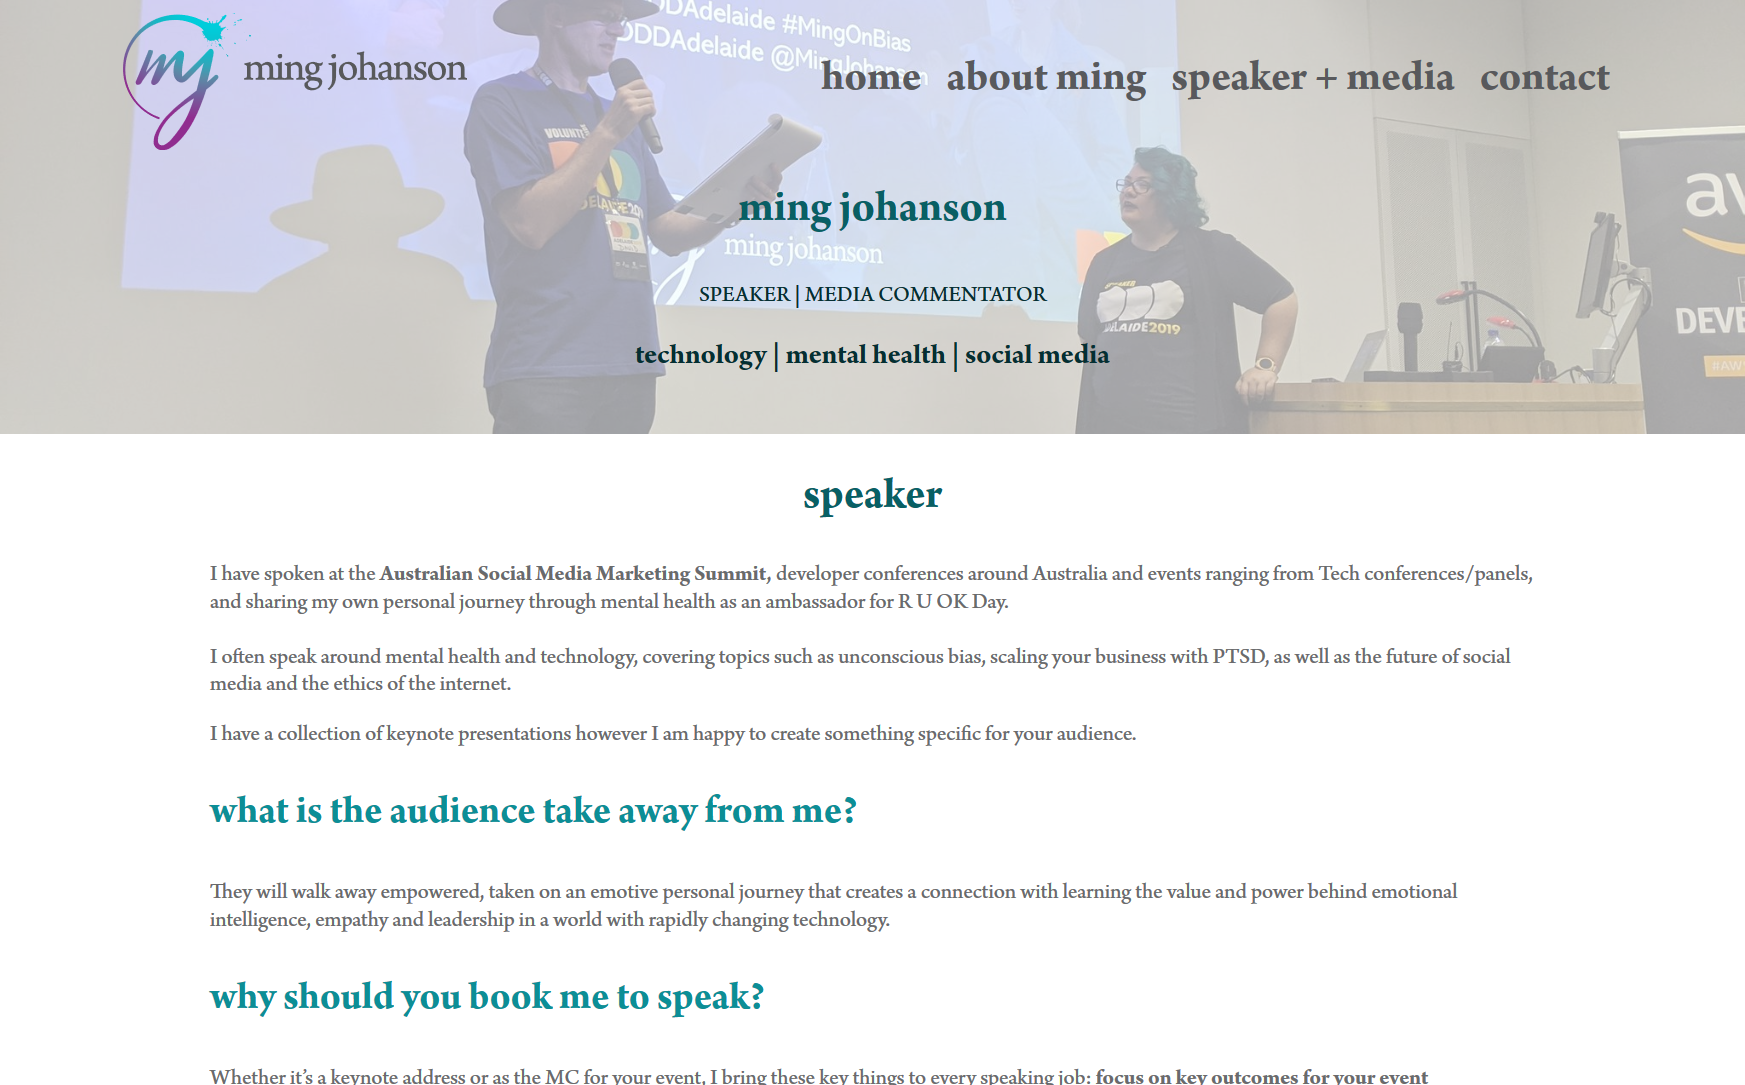 DDAdelaide #MingOnBias
DDDAdelaide @MingJohanson
mj ming johanson
home about ming speaker + media contact
VOLUNTE
ELAIDE 2019
aw
ming johanson
ming johanson
SPEAKER | MEDIA COMMENTATOR
ELAIDE2019
DEVE
technology | mental health | social media
#AW
speaker
I have spoken at the Australian Social Media Marketing Summit, developer conferences around Australia and events ranging from Tech conferences/panels,
and sharing my own personal journey through mental health as an ambassador for R U OK Day.
I often speak around mental health and technology, covering topics such as unconscious bias, scaling your business with PTSD, as well as the future of social
media and the ethics of the internet.
I have a collection of keynote presentations however I am happy to create something specific for your audience.
what is the audience take away from me?
They will walk away empowered, taken on an emotive personal journey that creates a connection with learning the value and power behind emotional
intelligence, empathy and leadership in a world with rapidly changing technology.
why should you book me to speak?
Whether it’s a keynote address or as the MC for your event, I bring these key things to every speaking job: focus on key outcomes for your event